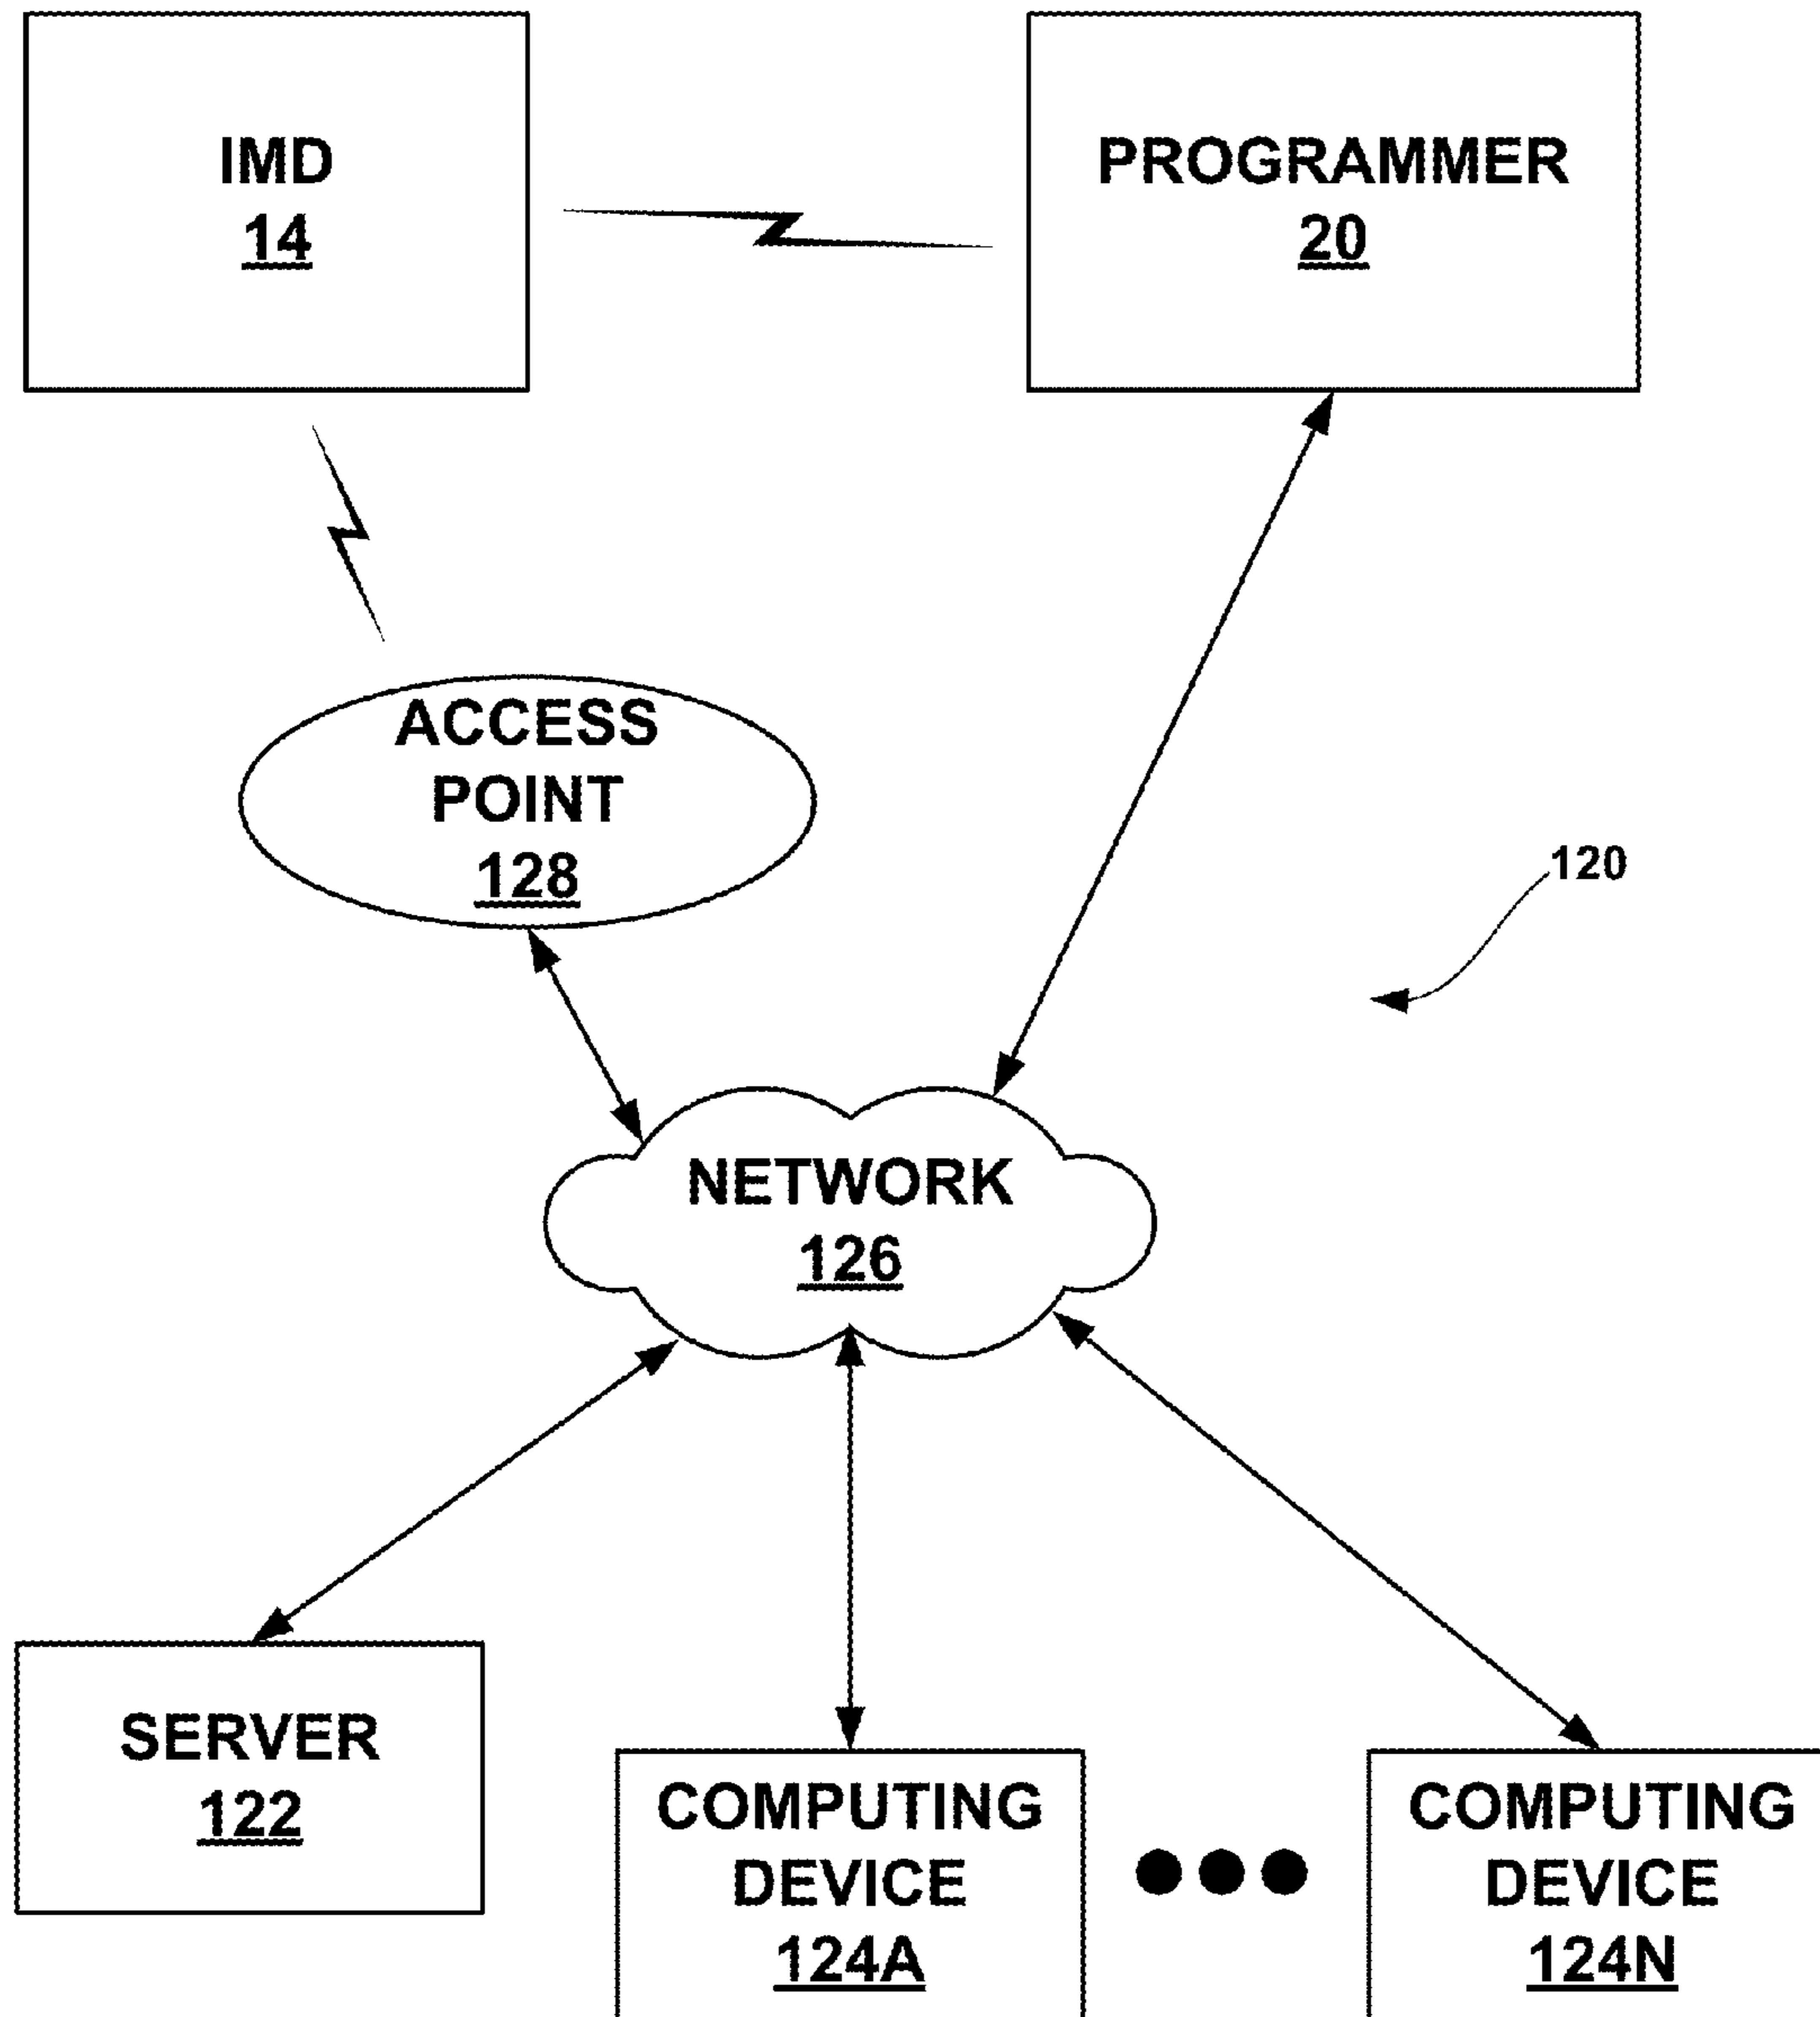 IMD
14
PROGRAMMER
20
ACCESS
POINT
128
120
NETWORK
126
SERVER
122
COMPUTING
DEVICE
124A
COMPUTING
DEVICE
124N